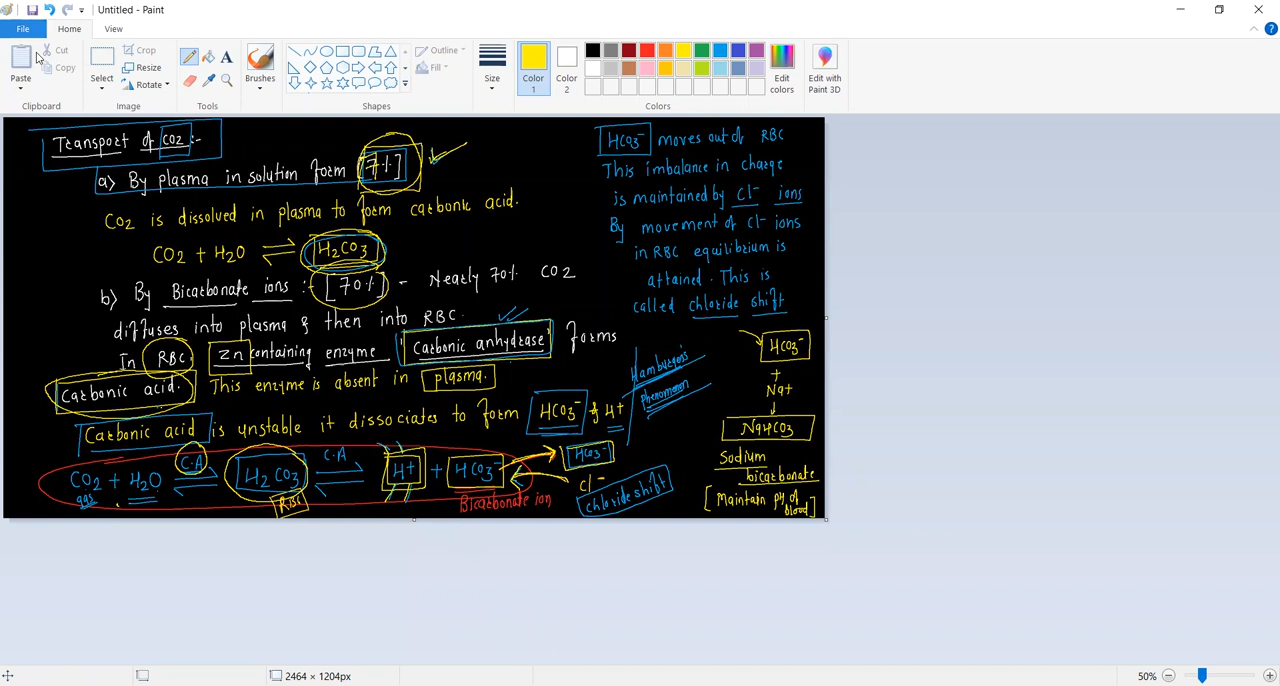 Untitled - Paint
File
Home
View
Paste
Cut
Copy
Clipboard
Select
Crop
Resize
Rotate
Image
A
Tools
Brushes
Outline
Fill
Shapes
Size
Color 1
Color 2
Edit colors
Colors
Edit with Paint 3D
Transport of CO2 :-
a) By plasma in solution form [7%]
CO2 is dissolved in plasma to form carbonic acid.
CO2 + H2O ⇌ H2CO3
b) By Bicarbonate ions :- [70%] - Nearly 70% CO2
diffuses into plasma & then into RBC.
In RBC, Zn containing enzyme 'Carbonic anhydrase' forms
Carbonic acid. This enzyme is absent in plasma.
Carbonic acid is unstable it dissociates to form HCO3- & H+
CO2 + H2O ⇌ H2CO3 ⇌ H+ + HCO3-
C.A
C.A
gas
RBC
Bicarbonate ion
HCO3-
Cl-
chloride shift
Hamburger's
phenomenon
HCO3- moves out of RBC
This imbalance in charge
is maintained by Cl- ions
By movement of Cl- ions
in RBC equilibrium is
attained. This is
called chloride shift
HCO3-
+
Na+
↓
NaHCO3
Sodium
bicarbonate
[Maintain pH of
blood]
2464 × 1204px
50%